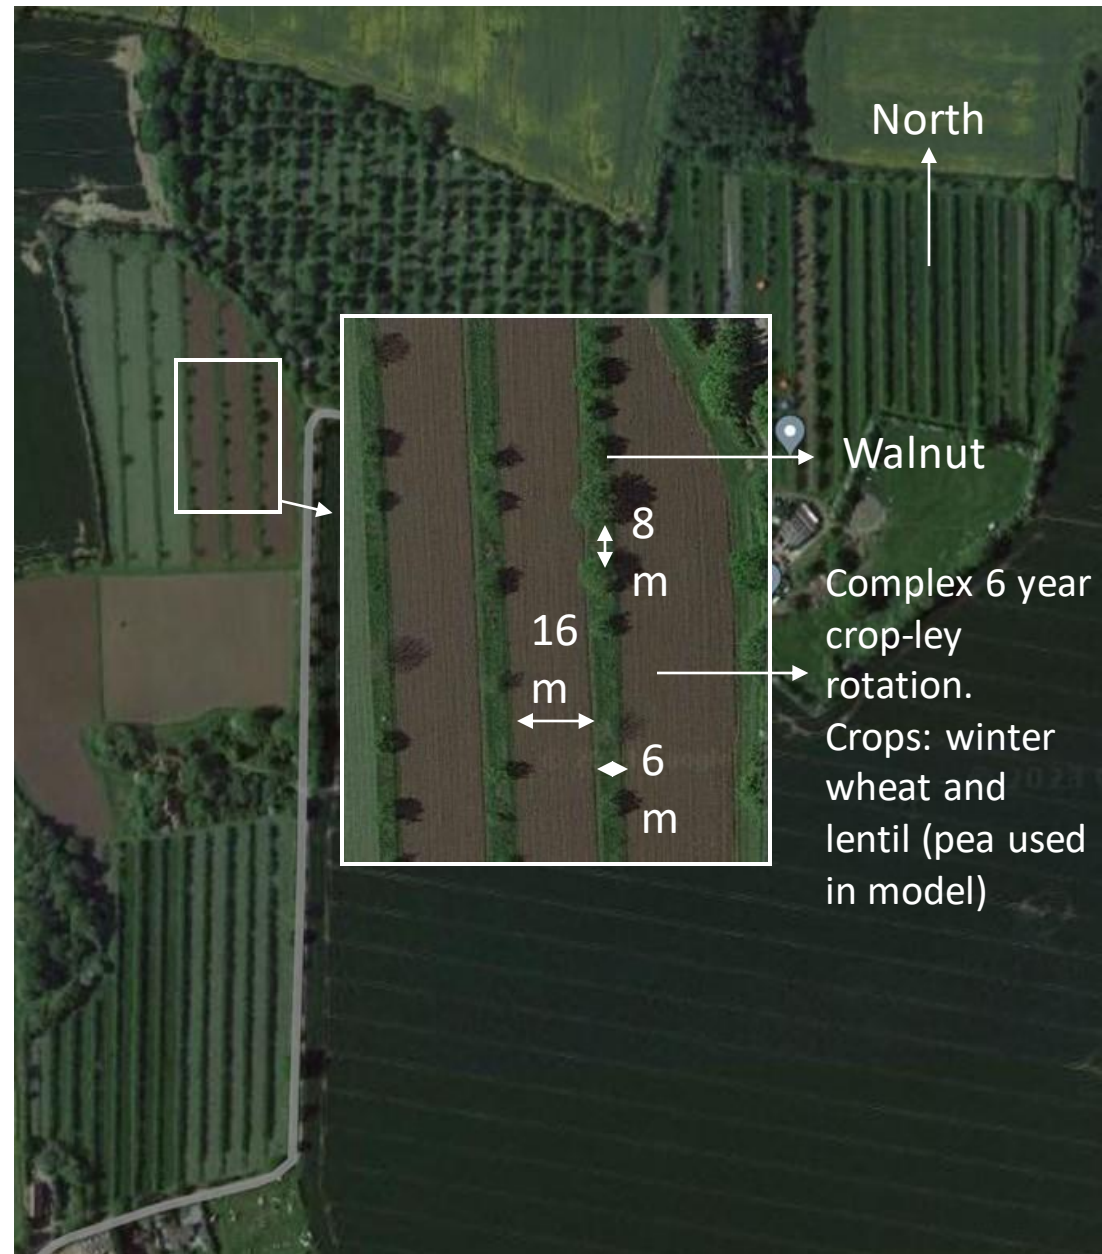 North
Walnut
8
m
16
m
6
m
Complex 6 year
crop-ley
rotation.
Crops: winter
wheat and
lentil (pea used
in model)